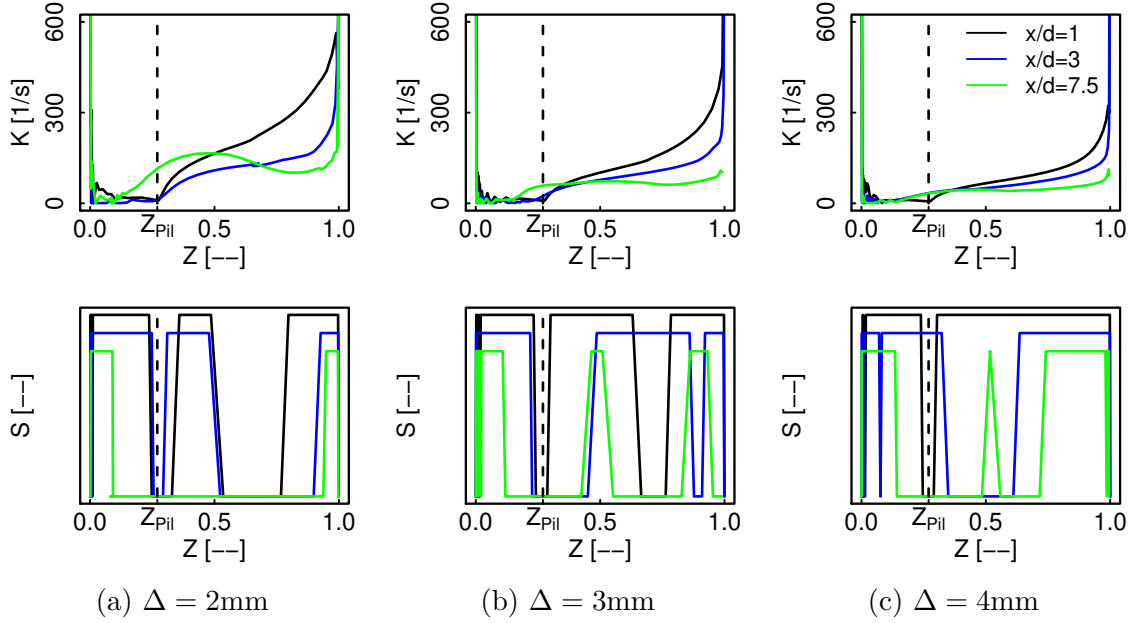 600
300
0
K [1/s]
0.0
Z_Pil
0.5
1.0
Z [−−]
600
300
0
K [1/s]
0.0
Z_Pil
0.5
1.0
Z [−−]
600
300
0
K [1/s]
x/d=1
x/d=3
x/d=7.5
0.0
Z_Pil
0.5
1.0
Z [−−]
S [−−]
0.0
Z_Pil
0.5
1.0
Z [−−]
S [−−]
0.0
Z_Pil
0.5
1.0
Z [−−]
S [−−]
0.0
Z_Pil
0.5
1.0
Z [−−]
(a) Δ = 2mm
(b) Δ = 3mm
(c) Δ = 4mm